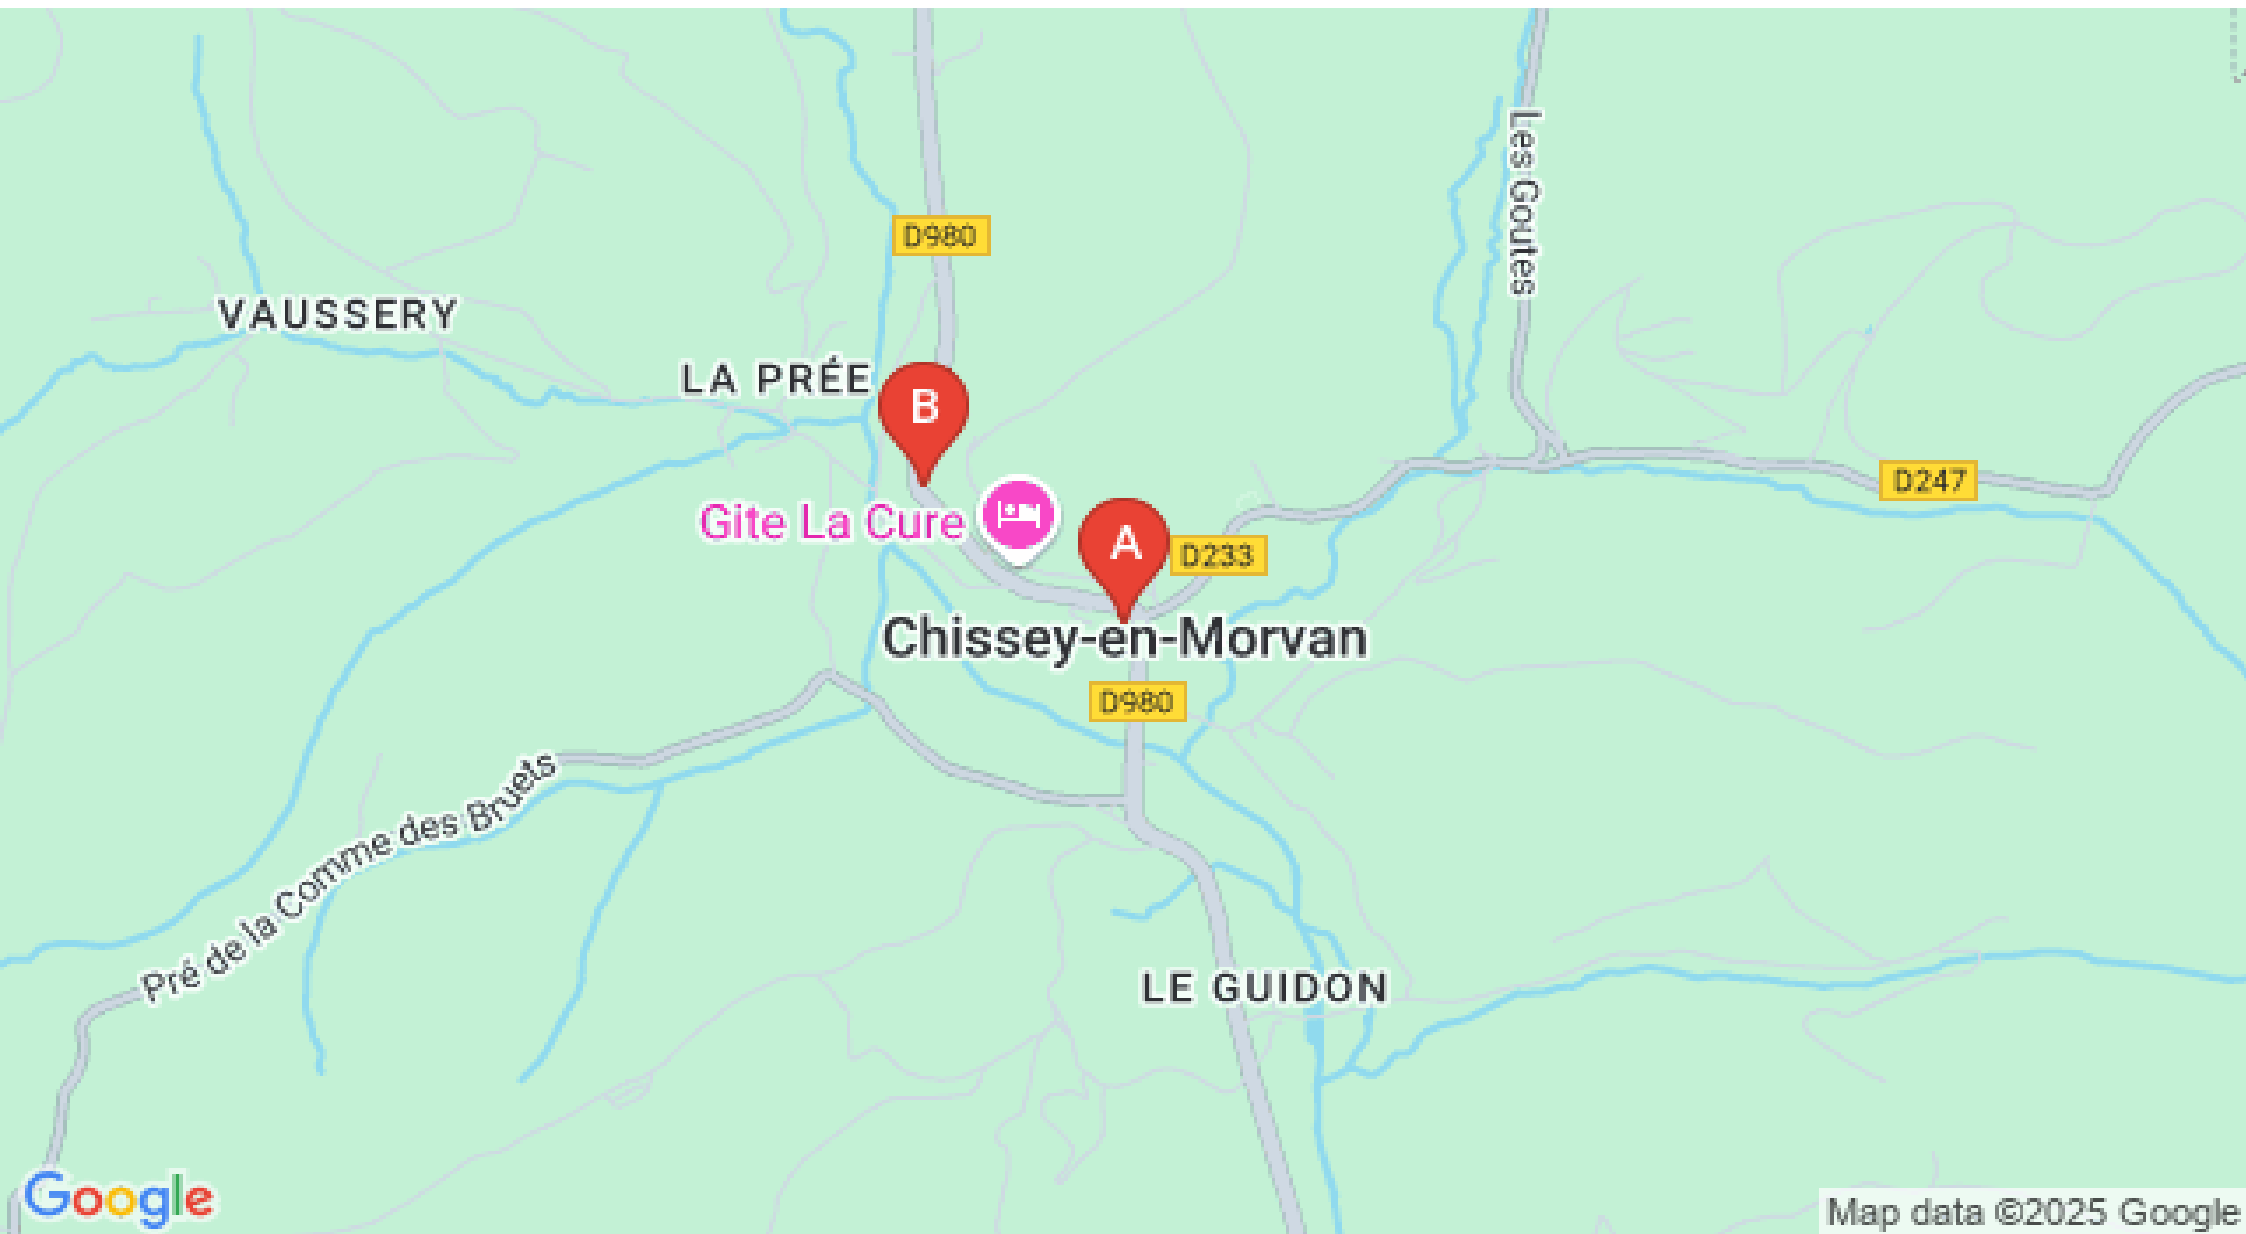 D980
Les Goutes
VAUSSERY
LA PRÉE
B
D247
Gite La Cure
A
D233
Chissey-en-Morvan
D980
Pré de la Comme des Bruets
LE GUIDON
Google
Map data ©2025 Google